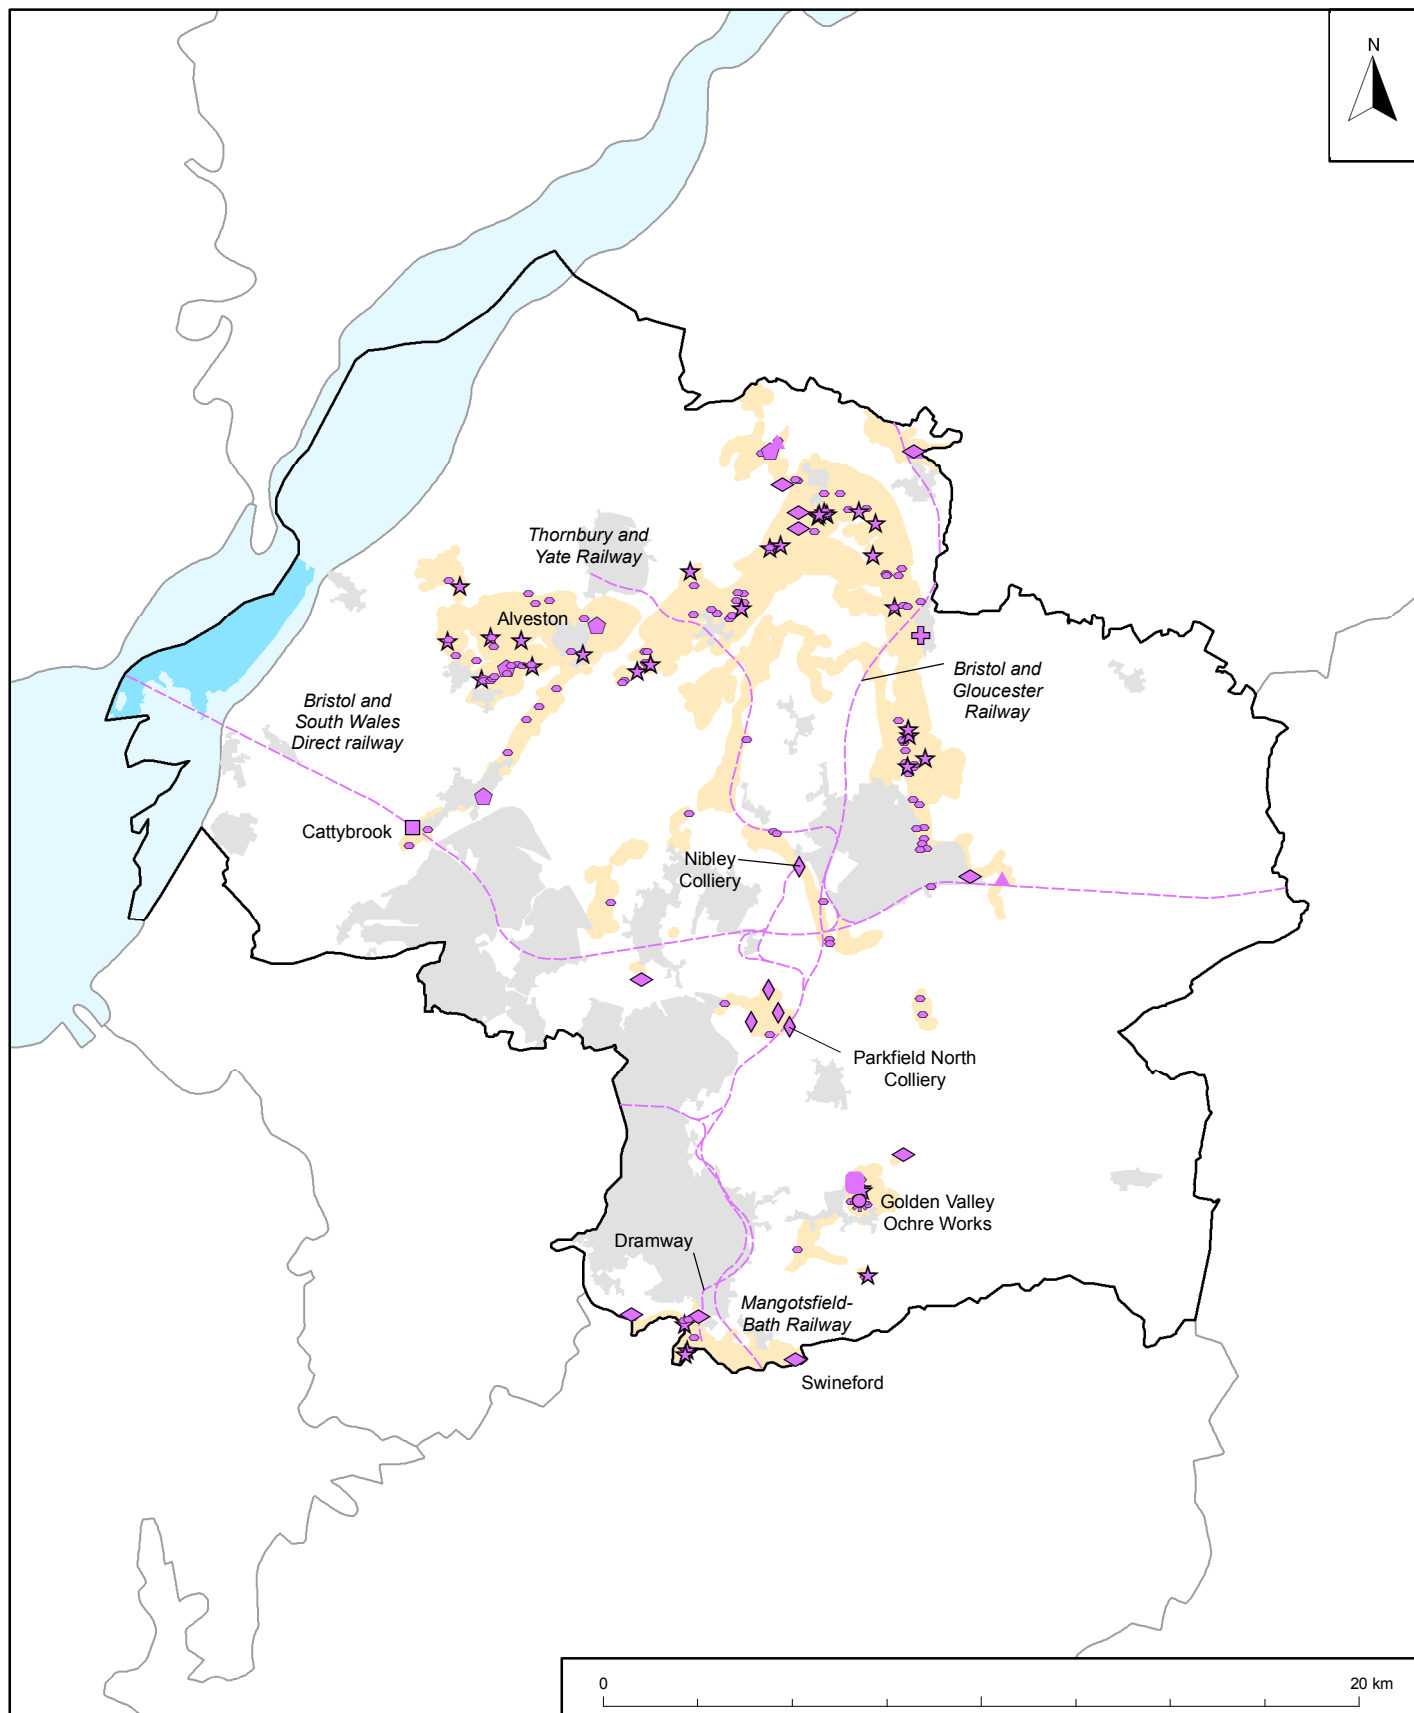 N
Thornbury and
Yate Railway
Alveston
Bristol and
Gloucester
Railway
Bristol and
South Wales
Direct railway
Cattybrook
Nibley
Colliery
Parkfield North
Colliery
Golden Valley
Ochre Works
Dramway
Mangotsfield-
Bath Railway
Swineford
0
20 km